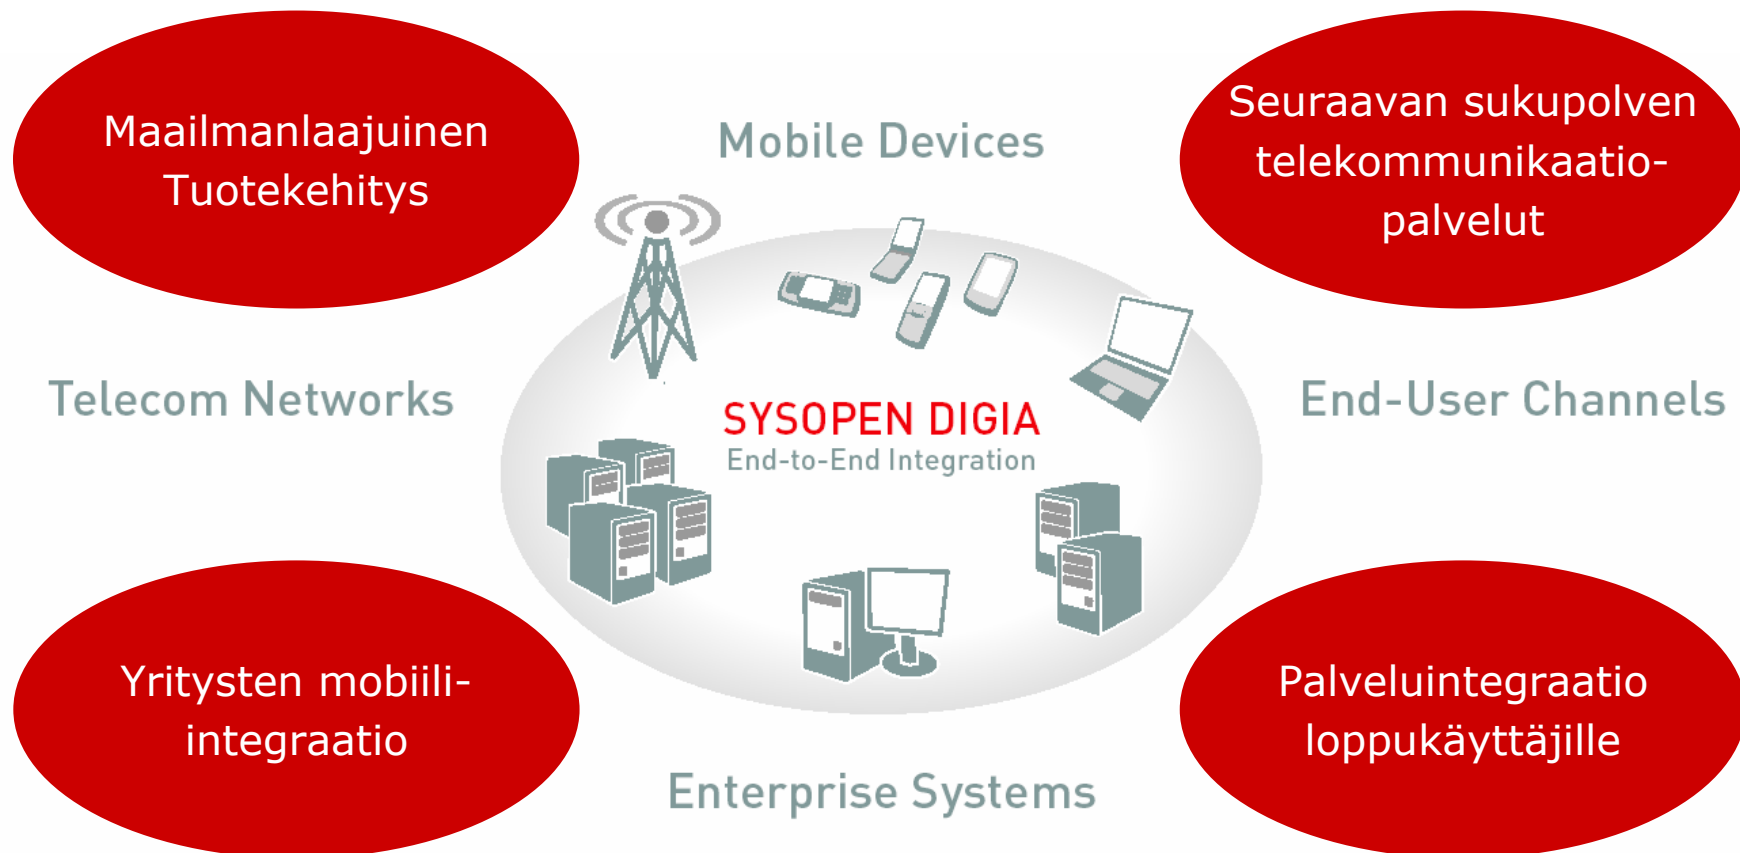 Maailmanlaajuinen
Tuotekehitys
Mobile Devices
Seuraavan sukupolven
telekommunikaatio-
palvelut
Telecom Networks
SYSOPEN DIGIA
End-to-End Integration
End-User Channels
Yritysten mobiili-
integraatio
Enterprise Systems
Palveluintegraatio
loppukäyttäjille